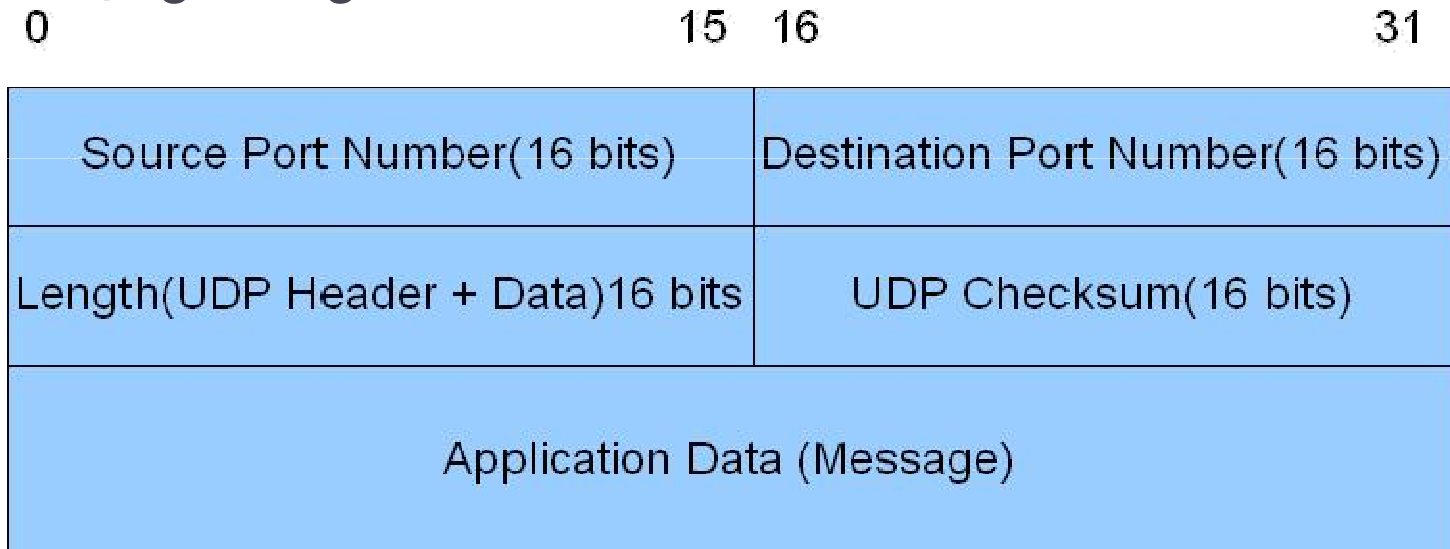 0 15 16 31
Source Port Number(16 bits) Destination Port Number(16 bits)
Length(UDP Header + Data)16 bits UDP Checksum(16 bits)
Application Data (Message)